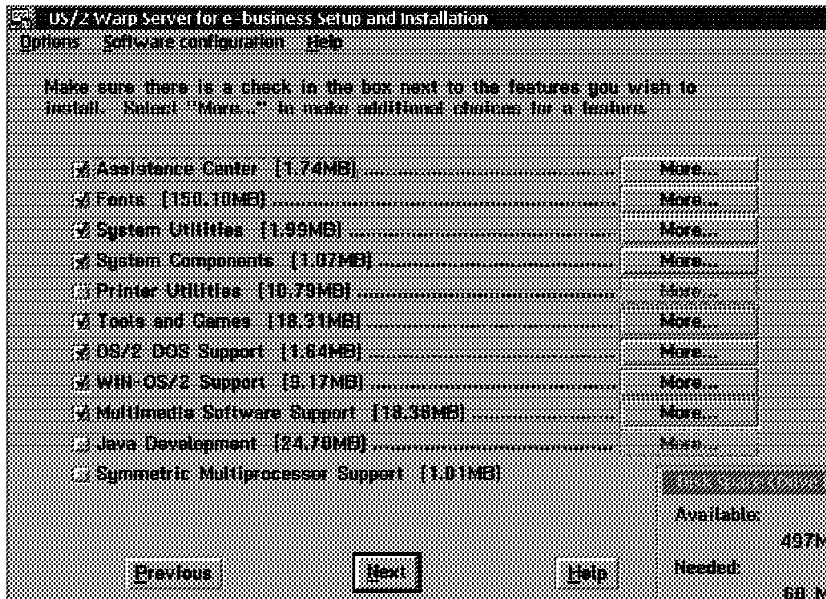 OS/2 Warp Server for e-business Setup and Installation
Options Software configuration Help
Make sure there is a check in the box next to the features you wish to
install. Select "More..." to make additional choices for a feature.
Assistance Center [1.74MB] More...
Fonts [150.10MB] More...
System Utilities [1.99MB] More...
System Components [1.07MB] More...
Printer Utilities [10.79MB] More...
Tools and Games [18.31MB] More...
OS/2 DOS Support [1.64MB] More...
WIN-OS/2 Support [9.17MB] More...
Multimedia Software Support [18.36MB] More...
Java Development [24.70MB] More...
Symmetric Multiprocessor Support [1.01MB]
Available:
497M
Previous Next Help
Needed:
60 M